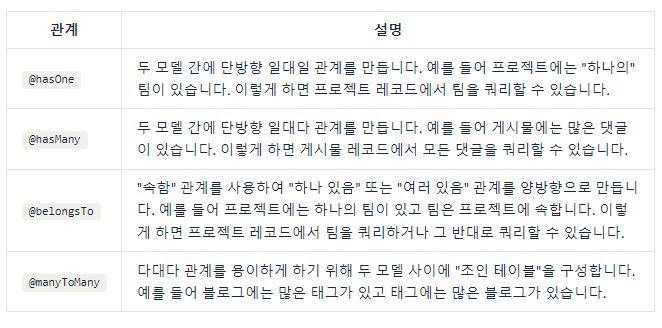 관계 설명
@hasOne
두 모델 간에 단방향 일대일 관계를 만듭니다. 예를 들어 프로젝트에는 "하나의"
팀이 있습니다. 이렇게 하면 프로젝트 레코드에서 팀을 쿼리할 수 있습니다.
@hasMany
두 모델 간에 단방향 일대다 관계를 만듭니다. 예를 들어 게시물에는 많은 댓글
이 있습니다. 이렇게 하면 게시물 레코드에서 모든 댓글을 쿼리할 수 있습니다.
@belongsTo
"속함" 관계를 사용하여 "하나 있음" 또는 "여러 있음" 관계를 양방향으로 만듭니
다. 예를 들어 프로젝트에는 하나의 팀이 있고 팀은 프로젝트에 속합니다. 이렇
게 하면 프로젝트 레코드에서 팀을 쿼리하거나 그 반대로 쿼리할 수 있습니다.
@manyToMany
다대다 관계를 용이하게 하기 위해 두 모델 사이에 "조인 테이블"을 구성합니다.
예를 들어 블로그에는 많은 태그가 있고 태그에는 많은 블로그가 있습니다.